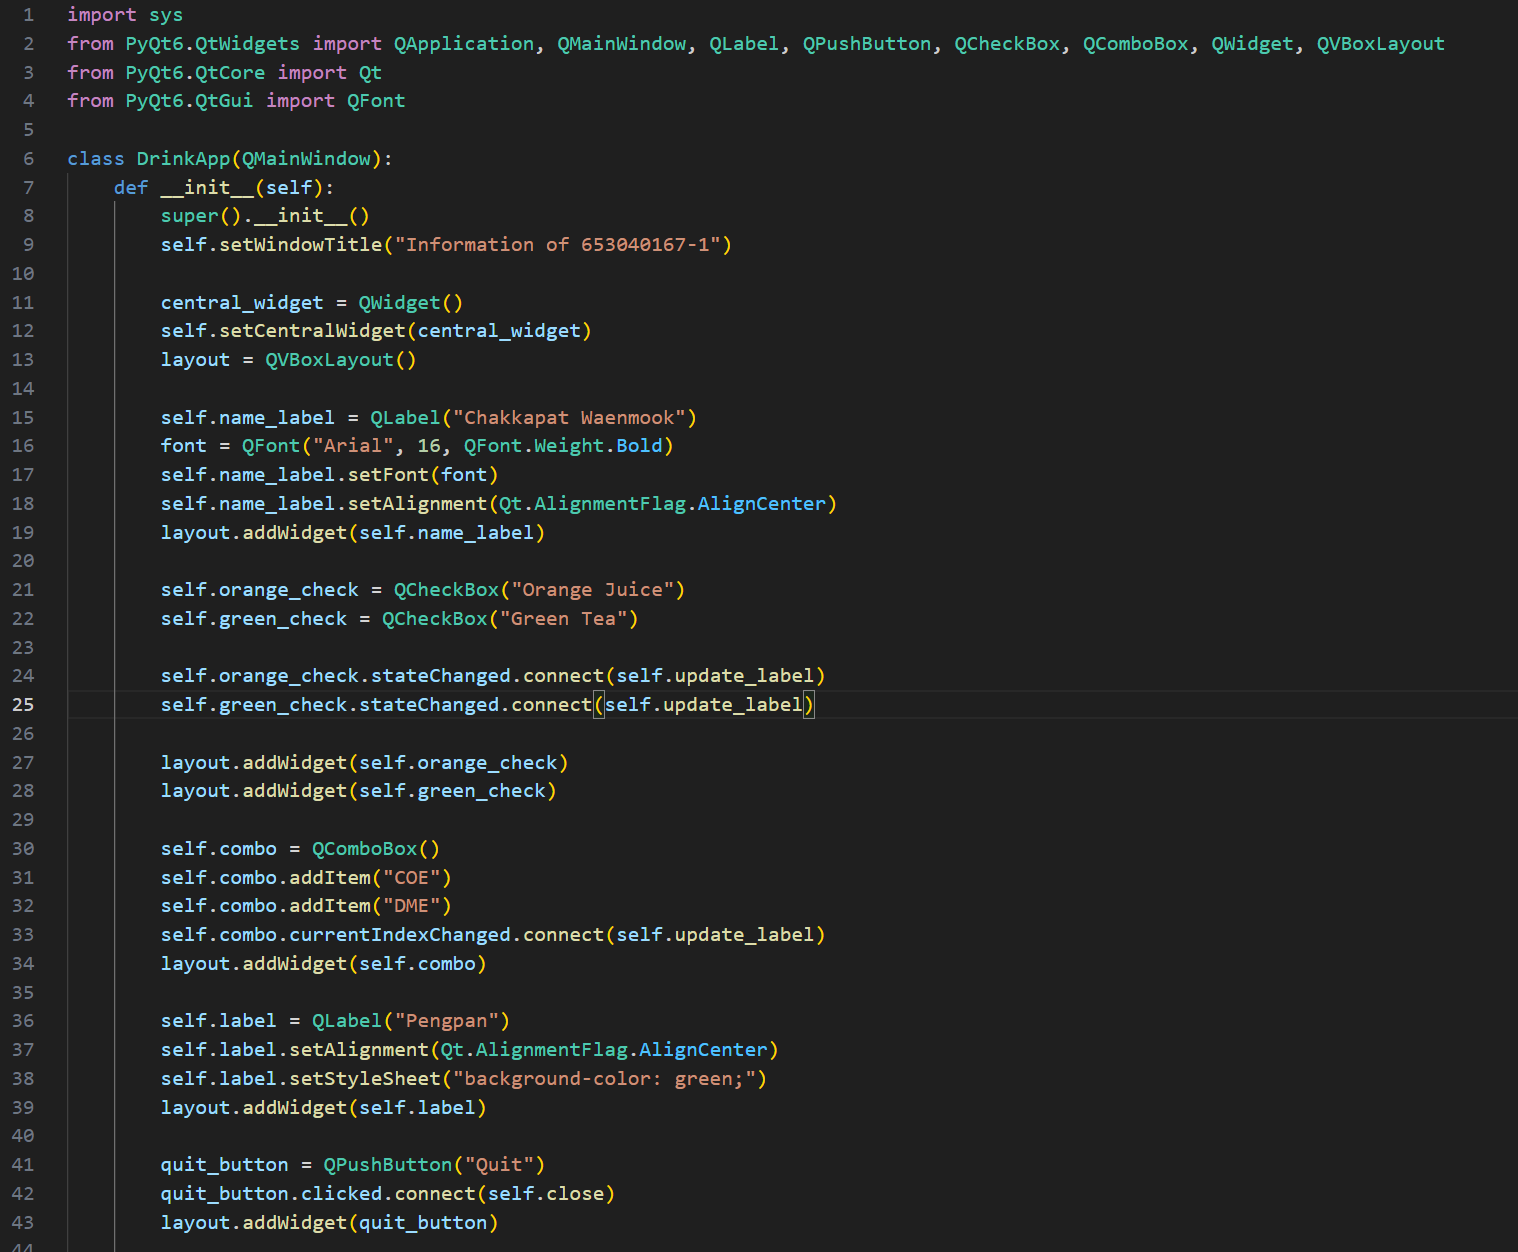 1 import sys
2 from PyQt6.QtWidgets import QApplication, QMainWindow, QLabel, QPushButton, QCheckBox, QComboBox, QWidget, QVBoxLayout
3 from PyQt6.QtCore import Qt
4 from PyQt6.QtGui import QFont
5
6 class DrinkApp(QMainWindow):
7     def __init__(self):
8         super().__init__()
9         self.setWindowTitle("Information of 653040167-1")
10
11         central_widget = QWidget()
12         self.setCentralWidget(central_widget)
13         layout = QVBoxLayout()
14
15         self.name_label = QLabel("Chakkapat Waenmook")
16         font = QFont("Arial", 16, QFont.Weight.Bold)
17         self.name_label.setFont(font)
18         self.name_label.setAlignment(Qt.AlignmentFlag.AlignCenter)
19         layout.addWidget(self.name_label)
20
21         self.orange_check = QCheckBox("Orange Juice")
22         self.green_check = QCheckBox("Green Tea")
23
24         self.orange_check.stateChanged.connect(self.update_label)
25         self.green_check.stateChanged.connect(self.update_label)
26
27         layout.addWidget(self.orange_check)
28         layout.addWidget(self.green_check)
29
30         self.combo = QComboBox()
31         self.combo.addItem("COE")
32         self.combo.addItem("DME")
33         self.combo.currentIndexChanged.connect(self.update_label)
34         layout.addWidget(self.combo)
35
36         self.label = QLabel("Pengpan")
37         self.label.setAlignment(Qt.AlignmentFlag.AlignCenter)
38         self.label.setStyleSheet("background-color: green;")
39         layout.addWidget(self.label)
40
41         quit_button = QPushButton("Quit")
42         quit_button.clicked.connect(self.close)
43         layout.addWidget(quit_button)
44